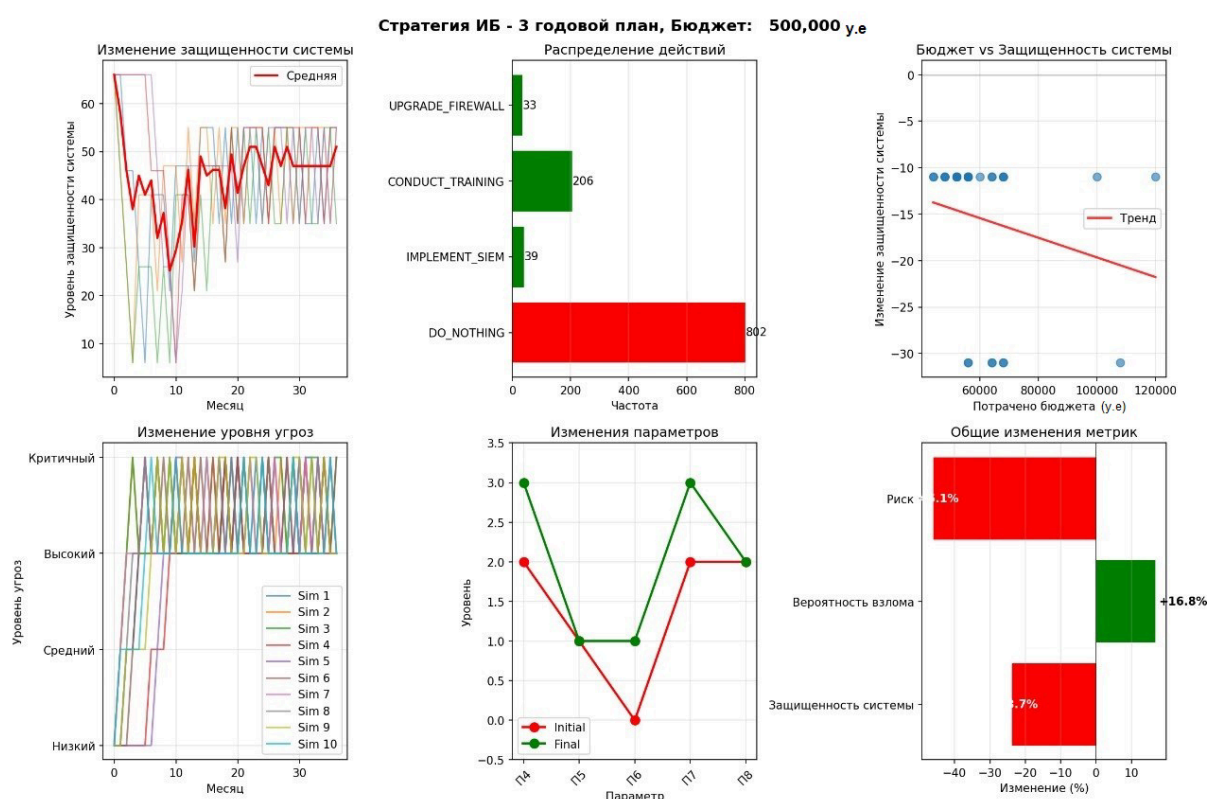 Стратегия ИБ - 3 годовой план, Бюджет: 500,000 y.e
Изменение защищенности системы
Уровень защищенности системы
60
50
40
30
20
10
Средняя
0 10 20 30
Месяц
Распределение действий
UPGRADE_FIREWALL
33
CONDUCT_TRAINING
206
IMPLEMENT_SIEM
39
DO_NOTHING
802
0 200 400 600 800
Частота
Бюджет vs Защищенность системы
Изменение защищенности системы
0
−5
−10
−15
−20
−25
−30
Тренд
60000 80000 100000 120000
Потрачено бюджета (y.e)
Изменение уровня угроз
Уровень угроз
Критичный
Высокий
Средний
Низкий
Sim 1
Sim 2
Sim 3
Sim 4
Sim 5
Sim 6
Sim 7
Sim 8
Sim 9
Sim 10
0 10 20 30
Месяц
Изменения параметров
Уровень
3.5
3.0
2.5
2.0
1.5
1.0
0.5
0.0
−0.5
Initial
Final
П4 П5 П6 П7 П8
Параметр
Общие изменения метрик
Риск
Вероятность взлома
+16.8%
Защищенность системы
−40 −30 −20 −10 0 10
Изменение (%)